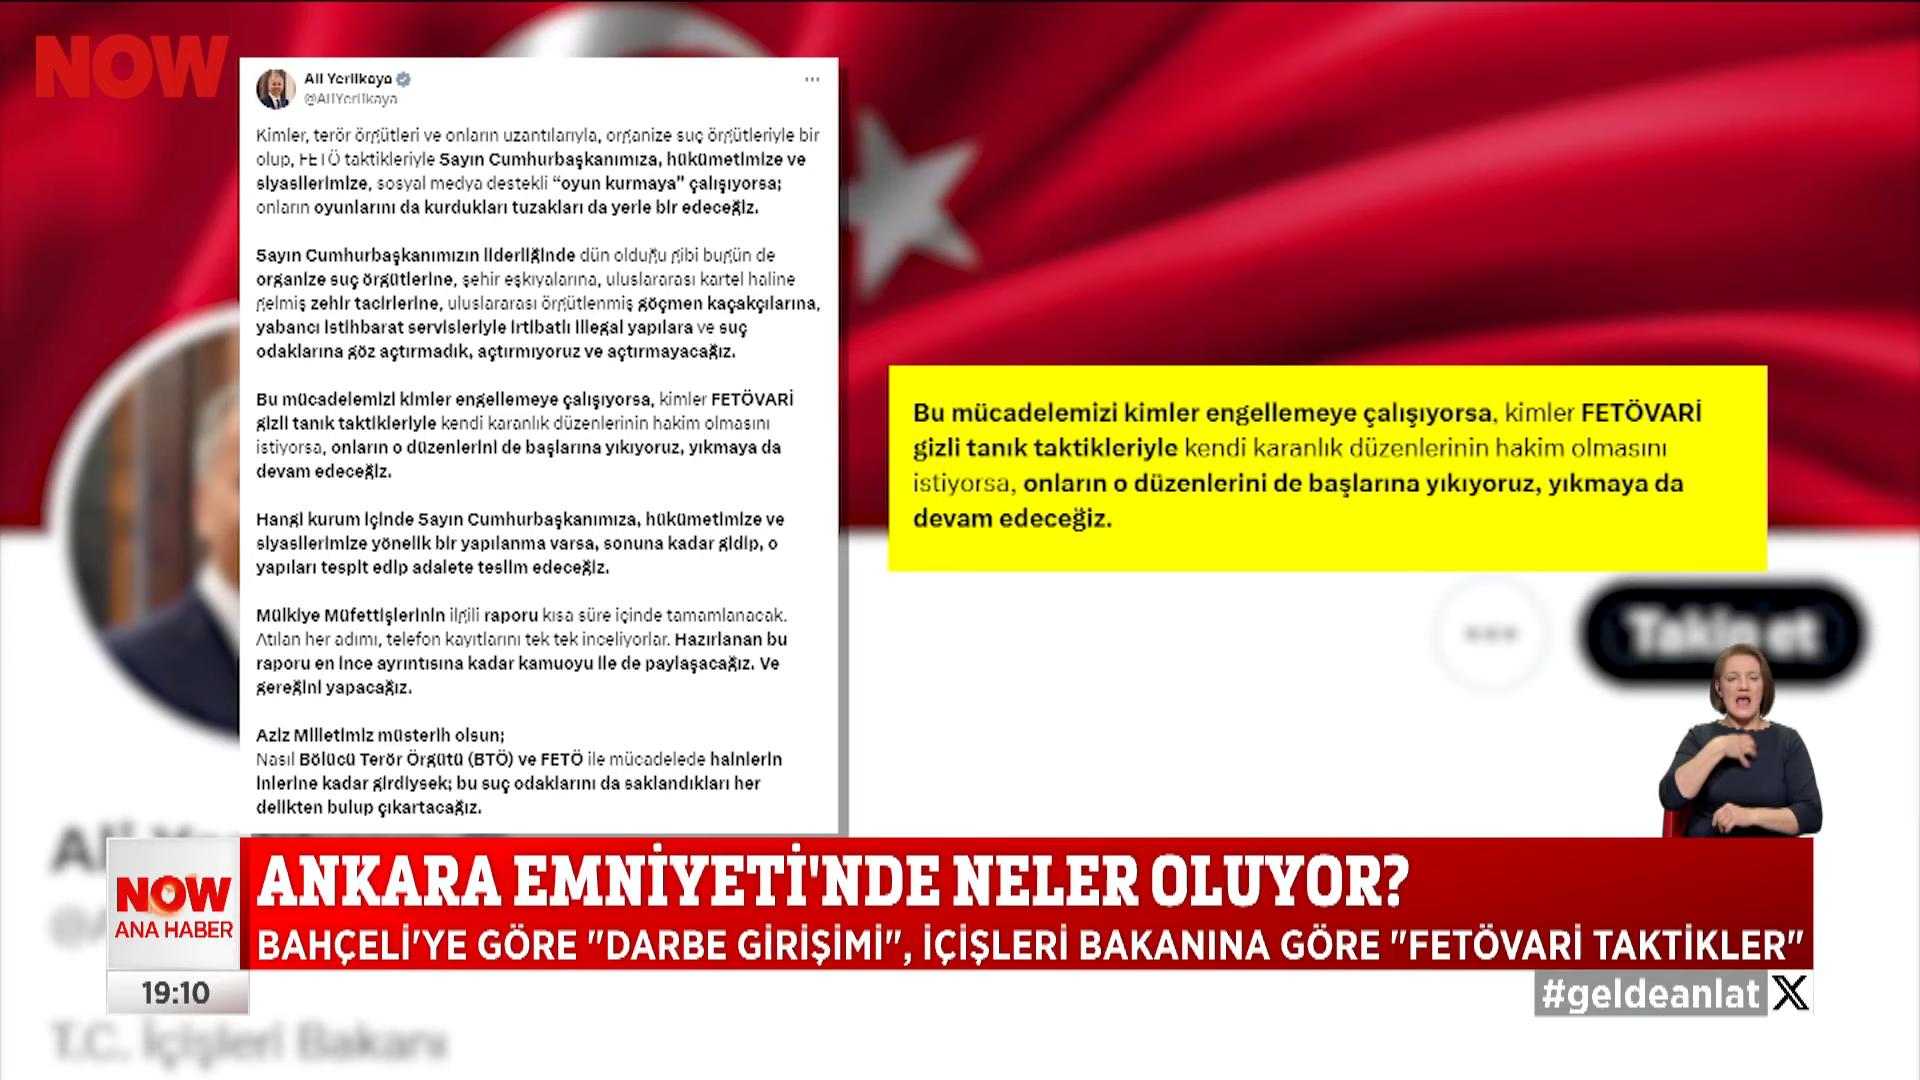 NOW
Ali Yerlikaya
@AliYerlikaya
Kimler, terör örgütleri ve onların uzantılarıyla, organize suç örgütleriyle bir
olup, FETÖ taktikleriyle Sayın Cumhurbaşkanımıza, hükümetimize ve
siyasilerimize, sosyal medya destekli “oyun kurmaya” çalışıyorsa;
onların oyunlarını da kurdukları tuzakları da yerle bir edeceğiz.
Sayın Cumhurbaşkanımızın liderliğinde dün olduğu gibi bugün de
organize suç örgütlerine, şehir eşkıyalarına, uluslararası kartel haline
gelmiş zehir tacirlerine, uluslararası örgütlenmiş göçmen kaçakçılarına,
yabancı istihbarat servisleriyle irtibatlı illegal yapılara ve suç
odaklarına göz açtırmadık, açtırmıyoruz ve açtırmayacağız.
Bu mücadelemizi kimler engellemeye çalışıyorsa, kimler FETÖVARİ
gizli tanık taktikleriyle kendi karanlık düzenlerinin hakim olmasını
istiyorsa, onların o düzenlerini de başlarına yıkıyoruz, yıkmaya da
devam edeceğiz.
Hangi kurum içinde Sayın Cumhurbaşkanımıza, hükümetimize ve
siyasilerimize yönelik bir yapılanma varsa, sonuna kadar gidip, o
yapıları tespit edip adalete teslim edeceğiz.
Mülkiye Müfettişlerinin ilgili raporu kısa süre içinde tamamlanacak.
Atılan her adımı, telefon kayıtlarını tek tek inceliyorlar. Hazırlanan bu
raporu en ince ayrıntısına kadar kamuoyu ile de paylaşacağız. Ve
gereğini yapacağız.
Aziz Milletimiz müsterih olsun;
Nasıl Bölücü Terör Örgütü (BTÖ) ve FETÖ ile mücadelede hainlerin
inlerine kadar girdiysek; bu suç odaklarını da saklandıkları her
delikten bulup çıkartacağız.
Bu mücadelemizi kimler engellemeye çalışıyorsa, kimler FETÖVARİ
gizli tanık taktikleriyle kendi karanlık düzenlerinin hakim olmasını
istiyorsa, onların o düzenlerini de başlarına yıkıyoruz, yıkmaya da
devam edeceğiz.
Takip et
NOW
ANA HABER
19:10
ANKARA EMNİYETİ'NDE NELER OLUYOR?
BAHÇELİ'YE GÖRE "DARBE GİRİŞİMİ", İÇİŞLERİ BAKANINA GÖRE "FETÖVARİ TAKTİKLER"
#geldeanlat X
T.C. İçişleri Bakanı